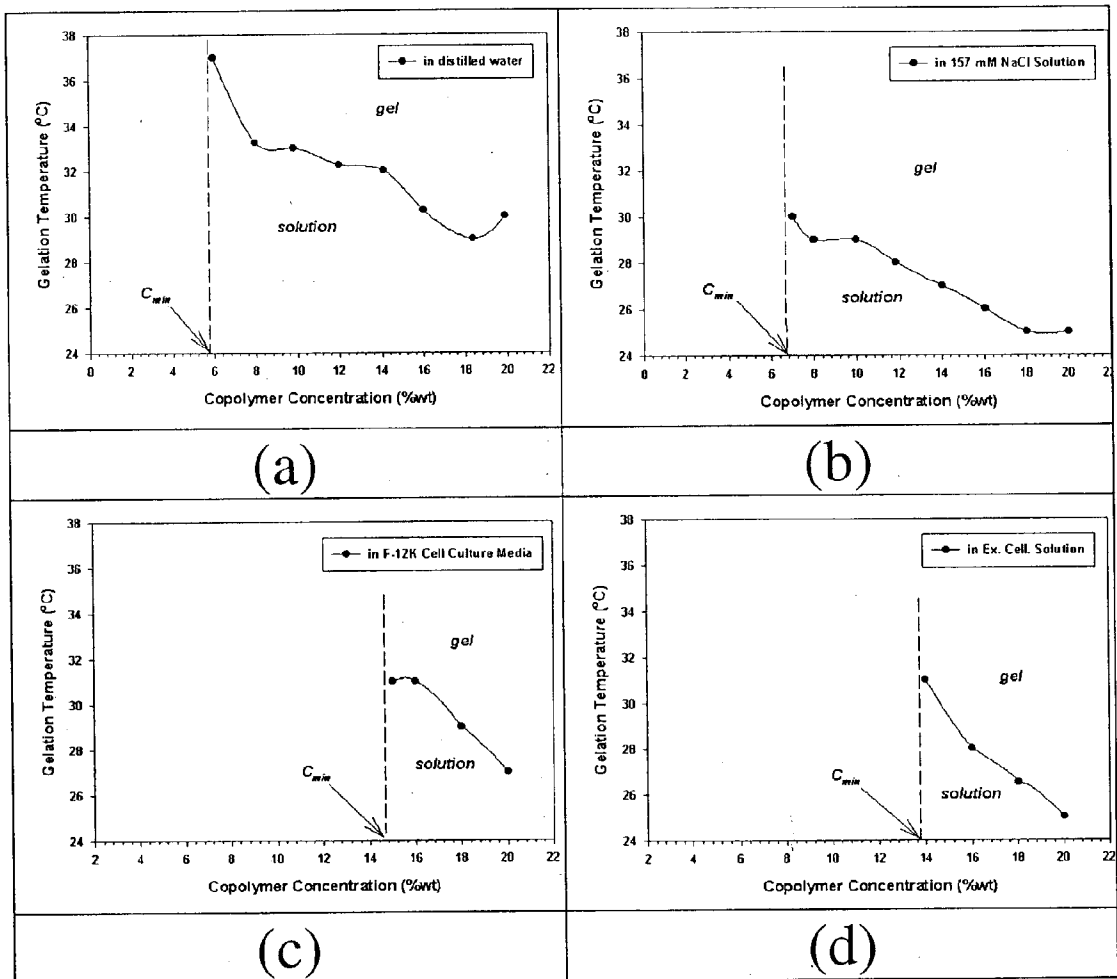 in distilled water
gel
solution
C min
Gelation Temperature (°C)
38
36
34
32
30
28
26
24
0 2 4 6 8 10 12 14 16 18 20 22
Copolymer Concentration (%wt)
(a)
in 157 mM NaCl Solution
gel
solution
C min
Gelation Temperature (°C)
38
36
34
32
30
28
26
24
0 2 4 6 8 10 12 14 16 18 20 22
Copolymer Concentration (%wt)
(b)
in F-12K Cell Culture Media
gel
solution
C min
Gelation Temperature (°C)
38
36
34
32
30
28
26
24
2 4 6 8 10 12 14 16 18 20 22
Copolymer Concentration (%wt)
(c)
in Ex. Cell. Solution
gel
solution
C min
Gelation Temperature (°C)
38
36
34
32
30
28
26
24
2 4 6 8 10 12 14 16 18 20 22
Copolymer Concentration (%wt)
(d)